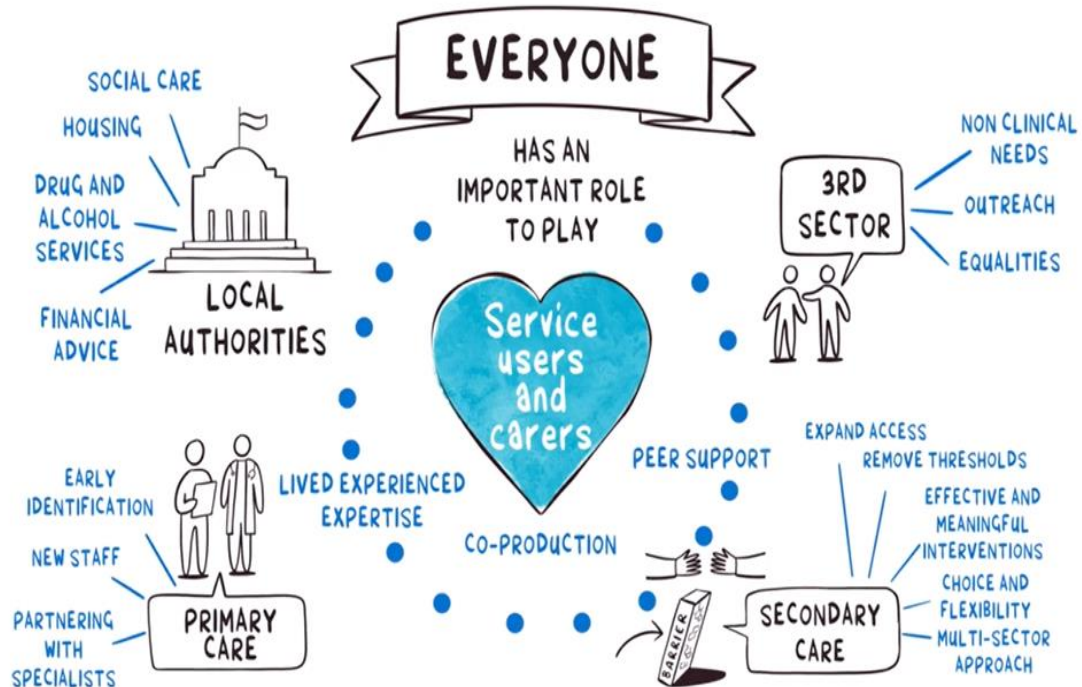 EVERYONE
HAS AN
IMPORTANT ROLE
TO PLAY
SOCIAL CARE
HOUSING
DRUG AND
ALCOHOL
SERVICES
FINANCIAL
ADVICE
LOCAL
AUTHORITIES
3RD
SECTOR
NON CLINICAL
NEEDS
OUTREACH
EQUALITIES
Service
users
and
carers
LIVED EXPERIENCED
EXPERTISE
CO-PRODUCTION
PEER SUPPORT
EARLY
IDENTIFICATION
NEW STAFF
PARTNERING
WITH
SPECIALISTS
PRIMARY
CARE
EXPAND ACCESS
REMOVE THRESHOLDS
EFFECTIVE AND
MEANINGFUL
INTERVENTIONS
CHOICE AND
FLEXIBILITY
MULTI-SECTOR
APPROACH
BARRIER
SECONDARY
CARE